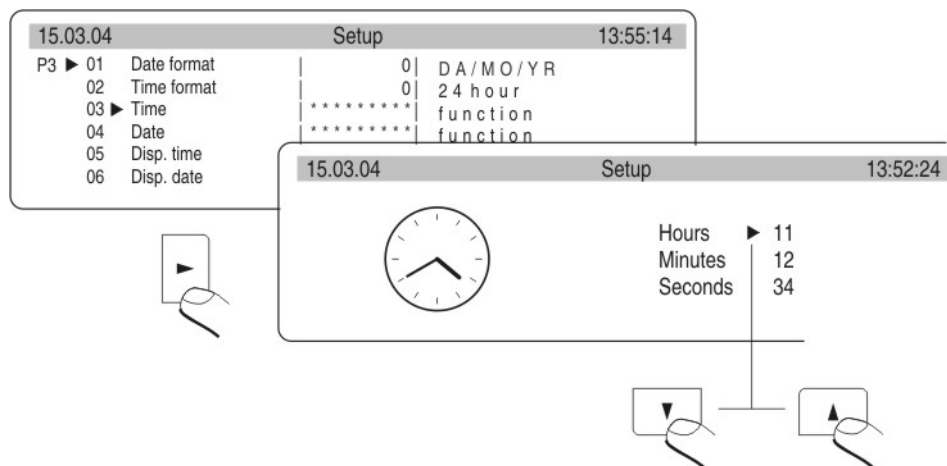 15.03.04 Setup 13:55:14
P3 ▶ 01 Date format | 0| DA/MO/YR
02 Time format 0| 24 hour
03 ▶ Time |*********| function
04 Date |*********| function
05 Disp. time
06 Disp. date
15.03.04 Setup 13:52:24
Hours ▶ 11
Minutes 12
Seconds 34